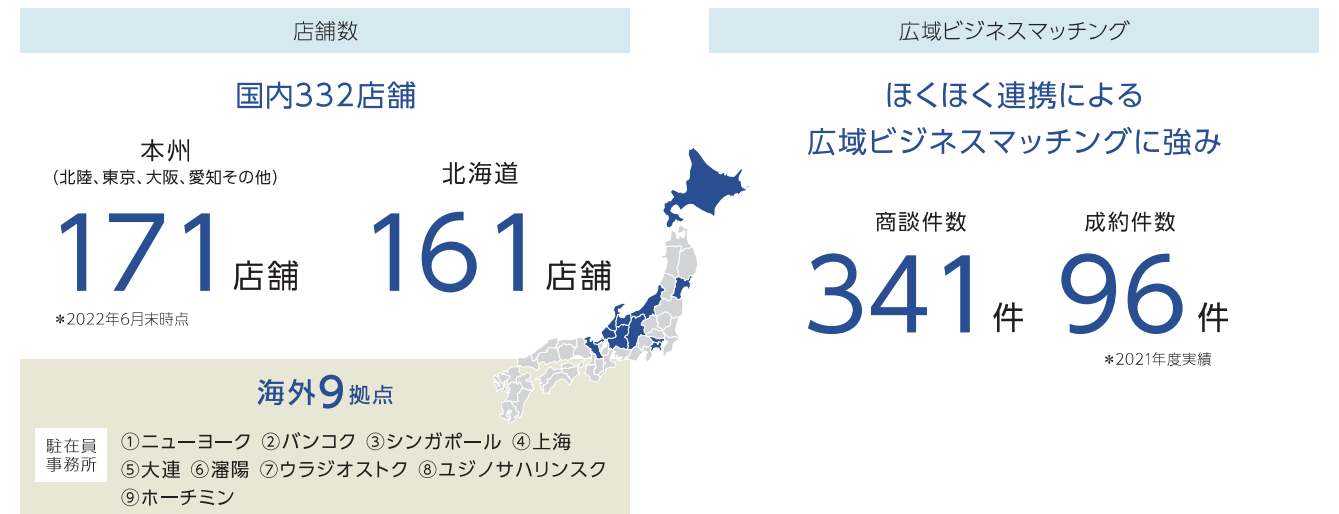 店舗数
国内332店舗
本州
(北陸、東京、大阪、愛知その他)
171店舗
北海道
161店舗
*2022年6月末時点
海外9拠点
駐在員
事務所
①ニューヨーク ②バンコク ③シンガポール ④上海
⑤大連 ⑥瀋陽 ⑦ウラジオストク ⑧ユジノサハリンスク
⑨ホーチミン
広域ビジネスマッチング
ほくほく連携による
広域ビジネスマッチングに強み
商談件数
341件
成約件数
96件
*2021年度実績